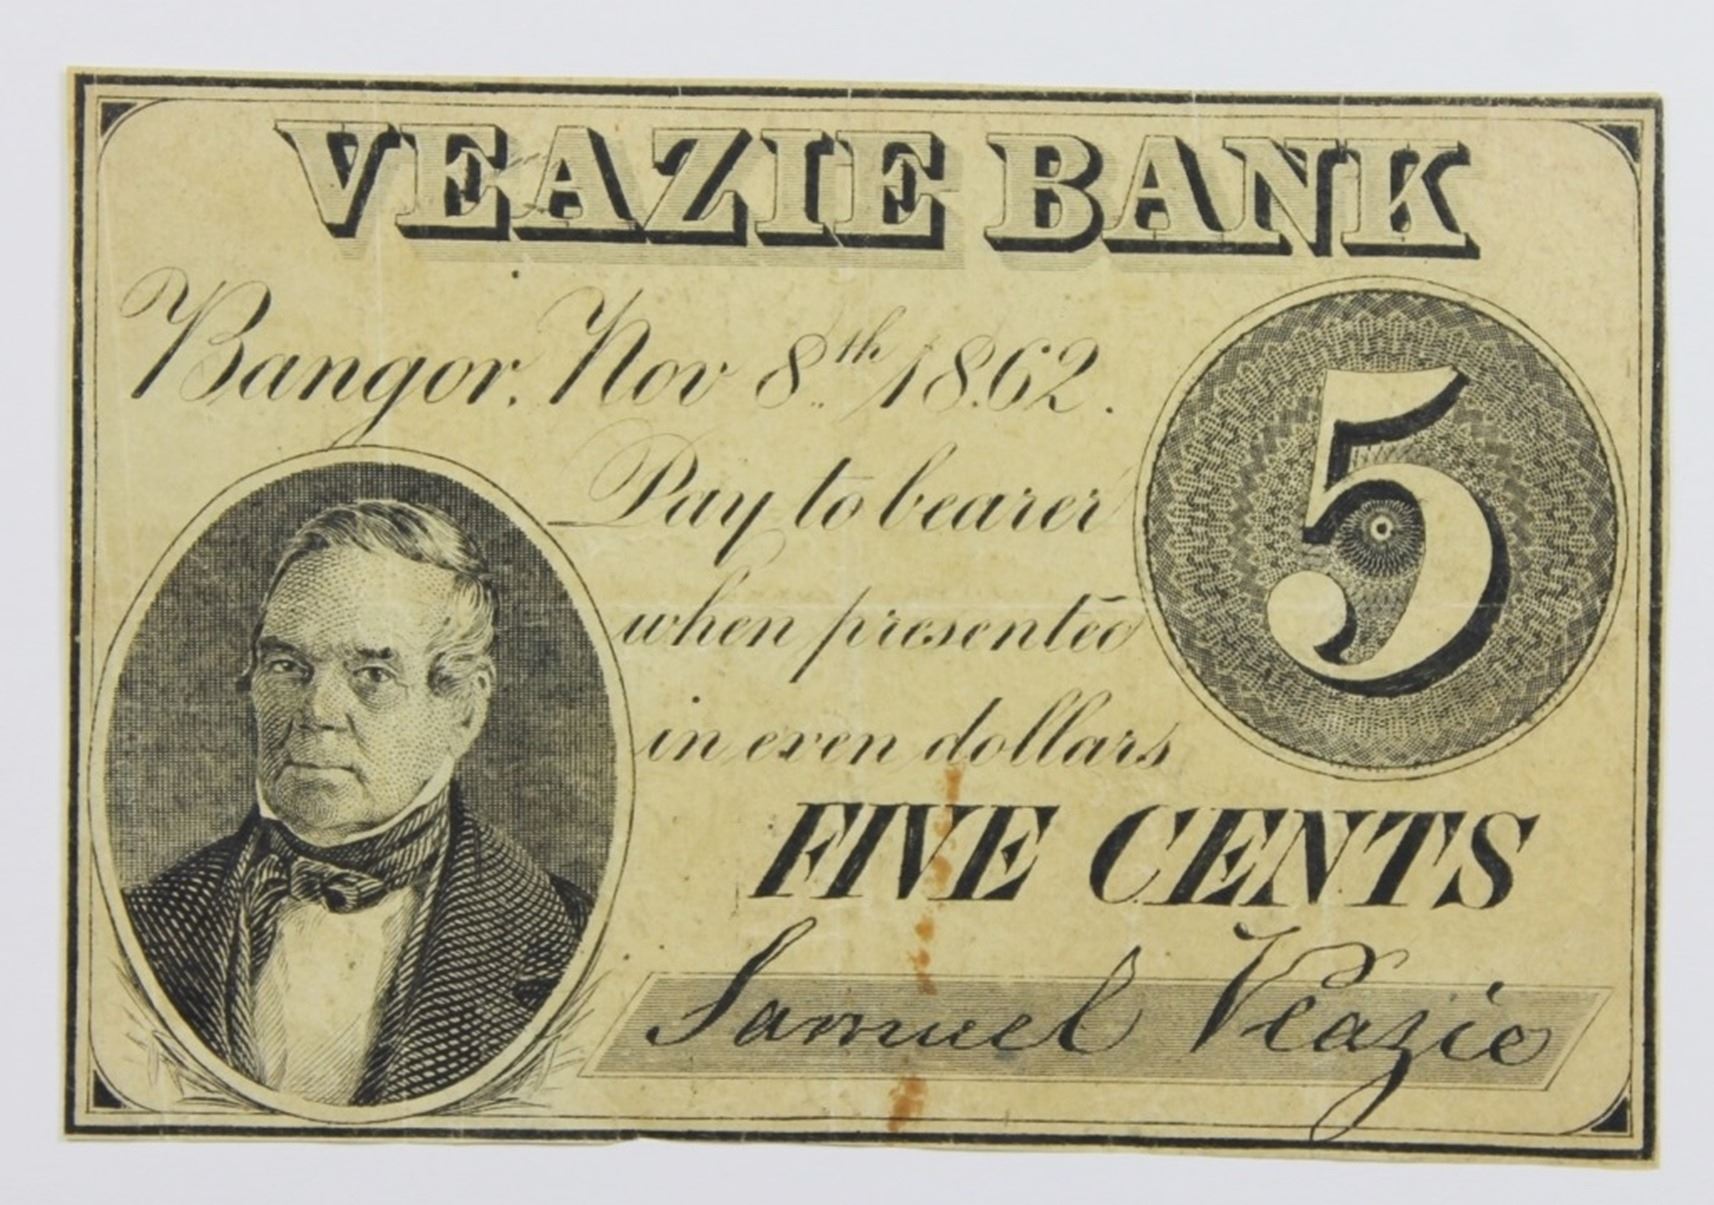 VEAZIE BANK
Bangor, Nov 8th 1862.
Pay to bearer
when presented
in even dollars
5
FIVE CENTS
Samuel Veazie